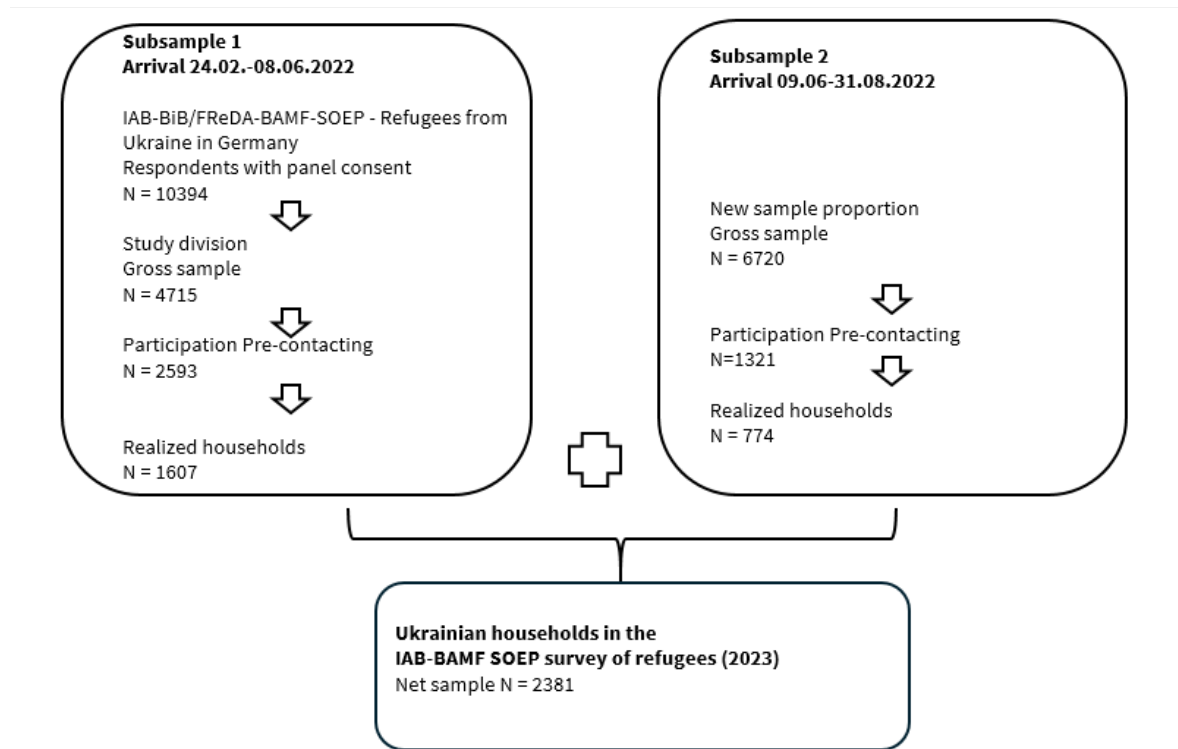 Subsample 1
Arrival 24.02.-08.06.2022
IAB-BiB/FReDA-BAMF-SOEP - Refugees from
Ukraine in Germany
Respondents with panel consent
N = 10394
Study division
Gross sample
N = 4715
Participation Pre-contacting
N = 2593
Realized households
N = 1607
Subsample 2
Arrival 09.06-31.08.2022
New sample proportion
Gross sample
N = 6720
Participation Pre-contacting
N=1321
Realized households
N = 774
Ukrainian households in the
IAB-BAMF SOEP survey of refugees (2023)
Net sample N = 2381